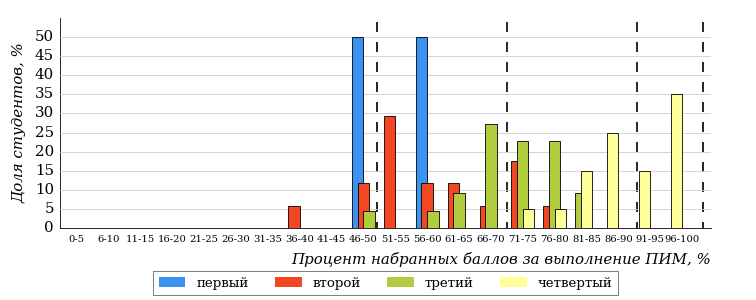 Доля студентов, %
50
45
40
35
30
25
20
15
10
5
0
0-5 6-10 11-15 16-20 21-25 26-30 31-35 36-40 41-45 46-50 51-55 56-60 61-65 66-70 71-75 76-80 81-85 86-90 91-95 96-100
Процент набранных баллов за выполнение ПИМ, %
первый второй третий четвертый